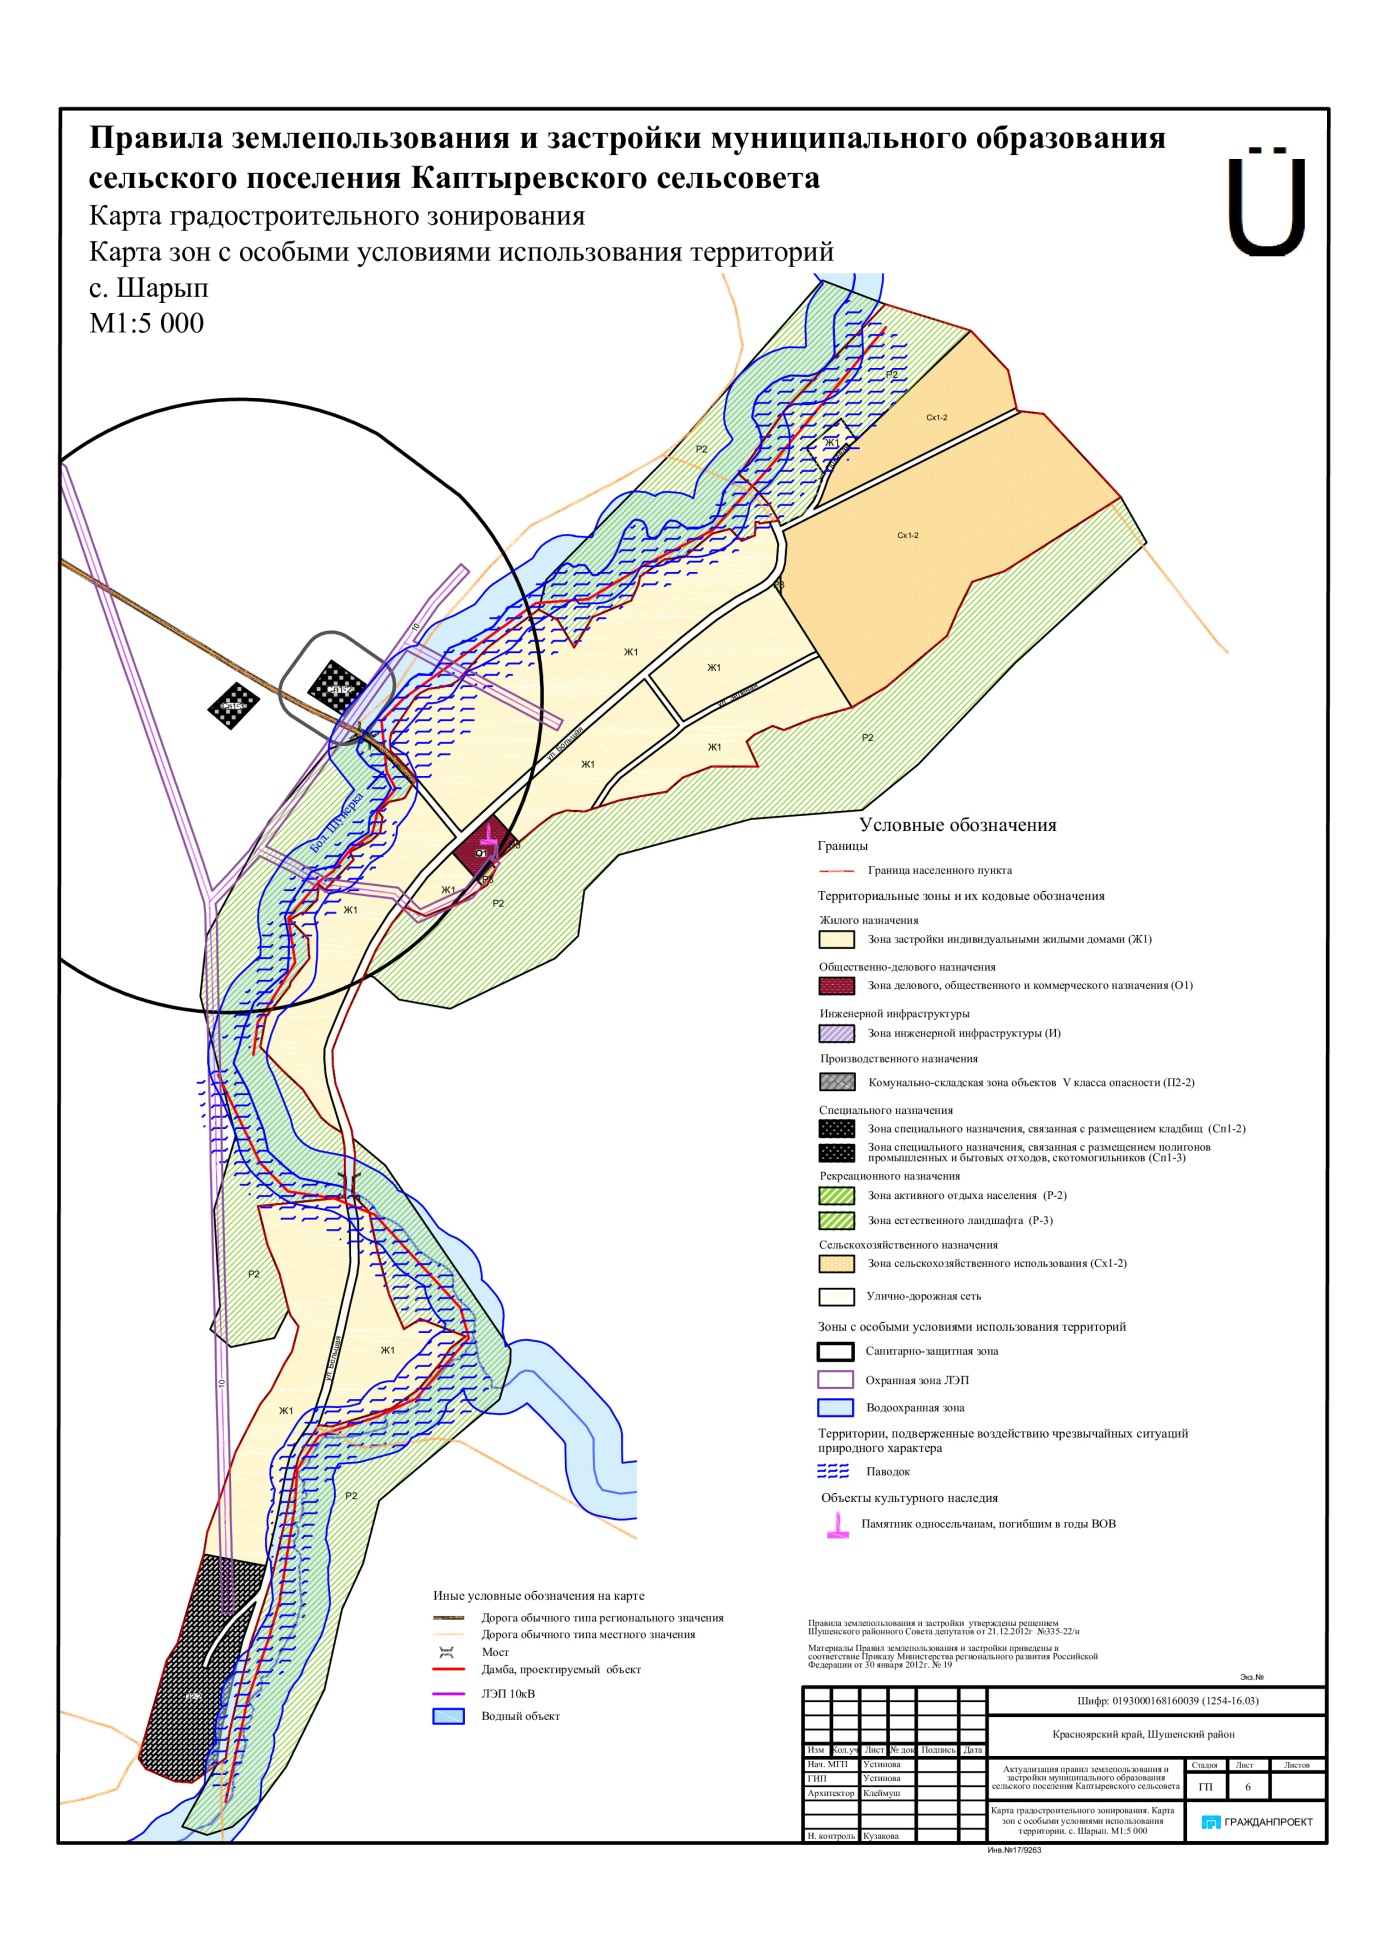 Правила землепользования и застройки муниципального образования
сельского поселения Каптыревского сельсовета
Карта градостроительного зонирования
Карта зон с особыми условиями использования территорий
с. Шарып
М1:5 000
Ü
Р2
Сх1-2
Ж1
Р2
Сх1-2
10
Ж1
Ж1
ул. Большая
Ж1
Р2
Ж1
Бол. Шушерка
О1
Р3
Ж1
Ж1
Р2
Р2
Ж1
ул. Большая
10
Ж1
Р2
Условные обозначения
Границы
Граница населенного пункта
Территориальные зоны и их кодовые обозначения
Жилого назначения
Зона застройки индивидуальными жилыми домами (Ж1)
Общественно-делового назначения
Зона делового, общественного и коммерческого назначения (О1)
Инженерной инфраструктуры
Зона инженерной инфраструктуры (И)
Производственного назначения
Комунально-складская зона объектов V класса опасности (П2-2)
Специального назначения
Зона специального назначения, связанная с размещением кладбищ (Сп1-2)
Зона специального назначения, связанная с размещением полигонов
промышленных и бытовых отходов, скотомогильников (Сп1-3)
Рекреационного назначения
Зона активного отдыха населения (Р-2)
Зона естественного ландшафта (Р-3)
Сельскохозяйственного назначения
Зона сельскохозяйственного использования (Сх1-2)
Улично-дорожная сеть
Зоны с особыми условиями использования территорий
Санитарно-защитная зона
Охранная зона ЛЭП
Водоохранная зона
Территории, подверженные воздействию чрезвычайных ситуаций
природного характера
Паводок
Объекты культурного наследия
Памятник односельчанам, погибшим в годы ВОВ
Иные условные обозначения на карте
Дорога обычного типа регионального значения
Дорога обычного типа местного значения
Мост
Дамба, проектируемый объект
ЛЭП 10кВ
Водный объект
Правила землепользования и застройки утверждены решением
Шушенского районного Совета депутатов от 21.12.2012г №335-22/н
Материалы Правил землепользования и застройки приведены в
соответствие Приказу Министерства регионального развития Российской
Федерации от 30 января 2012г. № 19
Экз.№
Шифр: 0193000168160039 (1254-16.03)
Красноярский край, Шушенский район
Изм Кол.уч Лист № док Подпись Дата
Нач. МГП Устинова
ГИП Устинова
Архитектор Клеймуш
Н. контроль Кузакова
Актуализация правил землепользования и
застройки муниципального образования
сельского поселения Каптыревского сельсовета
Стадия Лист Листов
ГП 6
Карта градостроительного зонирования. Карта
зон с особыми условиями использования
территории. с. Шарып. М1:5 000
ГРАЖДАНПРОЕКТ
Инв.№17/9263